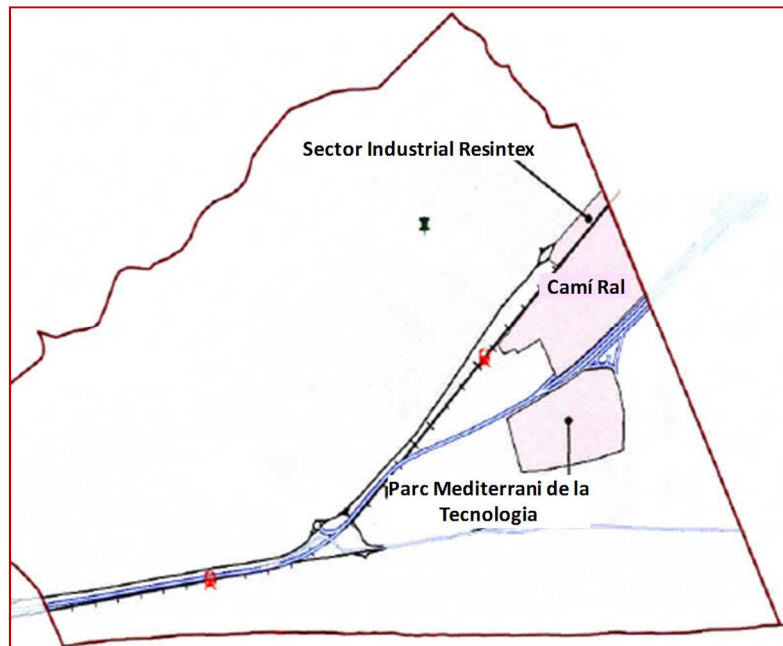 Sector Industrial Resintex
Camí Ral
Parc Mediterrani de la
Tecnologia